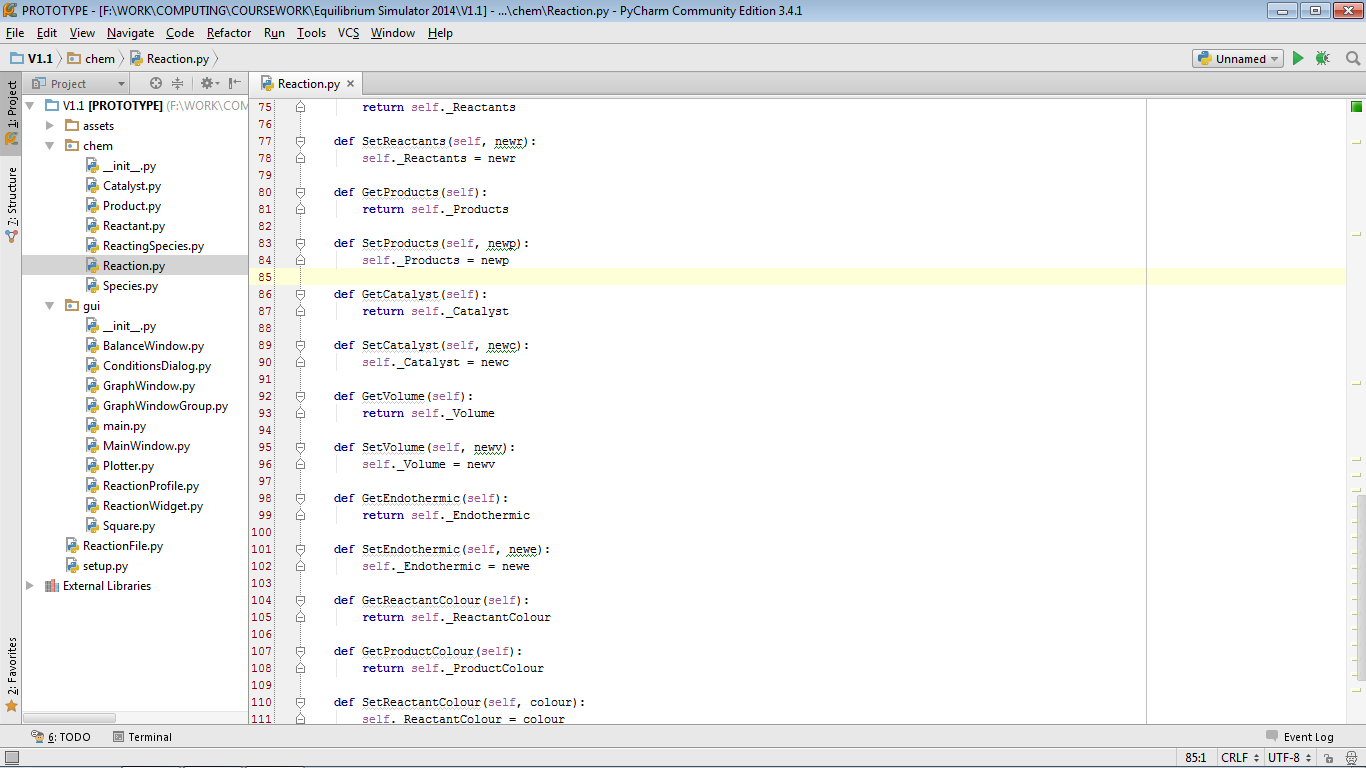 PROTOTYPE - [F:\WORK\COMPUTING\COURSEWORK\Equilibrium Simulator 2014\V1.1] - ...\chem\Reaction.py - PyCharm Community Edition 3.4.1
File Edit View Navigate Code Refactor Run Tools VCS Window Help
V1.1 chem Reaction.py Unnamed
1: Project
7: Structure
2: Favorites
Project
V1.1 [PROTOTYPE] (F:\WORK\COM
assets
chem
__init__.py
Catalyst.py
Product.py
Reactant.py
ReactingSpecies.py
Reaction.py
Species.py
gui
__init__.py
BalanceWindow.py
ConditionsDialog.py
GraphWindow.py
GraphWindowGroup.py
main.py
MainWindow.py
Plotter.py
ReactionProfile.py
ReactionWidget.py
Square.py
ReactionFile.py
setup.py
External Libraries
Reaction.py
75 return self._Reactants
76
77 def SetReactants(self, newr):
78 self._Reactants = newr
79
80 def GetProducts(self):
81 return self._Products
82
83 def SetProducts(self, newp):
84 self._Products = newp
85
86 def GetCatalyst(self):
87 return self._Catalyst
88
89 def SetCatalyst(self, newc):
90 self._Catalyst = newc
91
92 def GetVolume(self):
93 return self._Volume
94
95 def SetVolume(self, newv):
96 self._Volume = newv
97
98 def GetEndothermic(self):
99 return self._Endothermic
100
101 def SetEndothermic(self, newe):
102 self._Endothermic = newe
103
104 def GetReactantColour(self):
105 return self._ReactantColour
106
107 def GetProductColour(self):
108 return self._ProductColour
109
110 def SetReactantColour(self, colour):
111 self._ReactantColour = colour
6: TODO Terminal Event Log
85:1 CRLF UTF-8